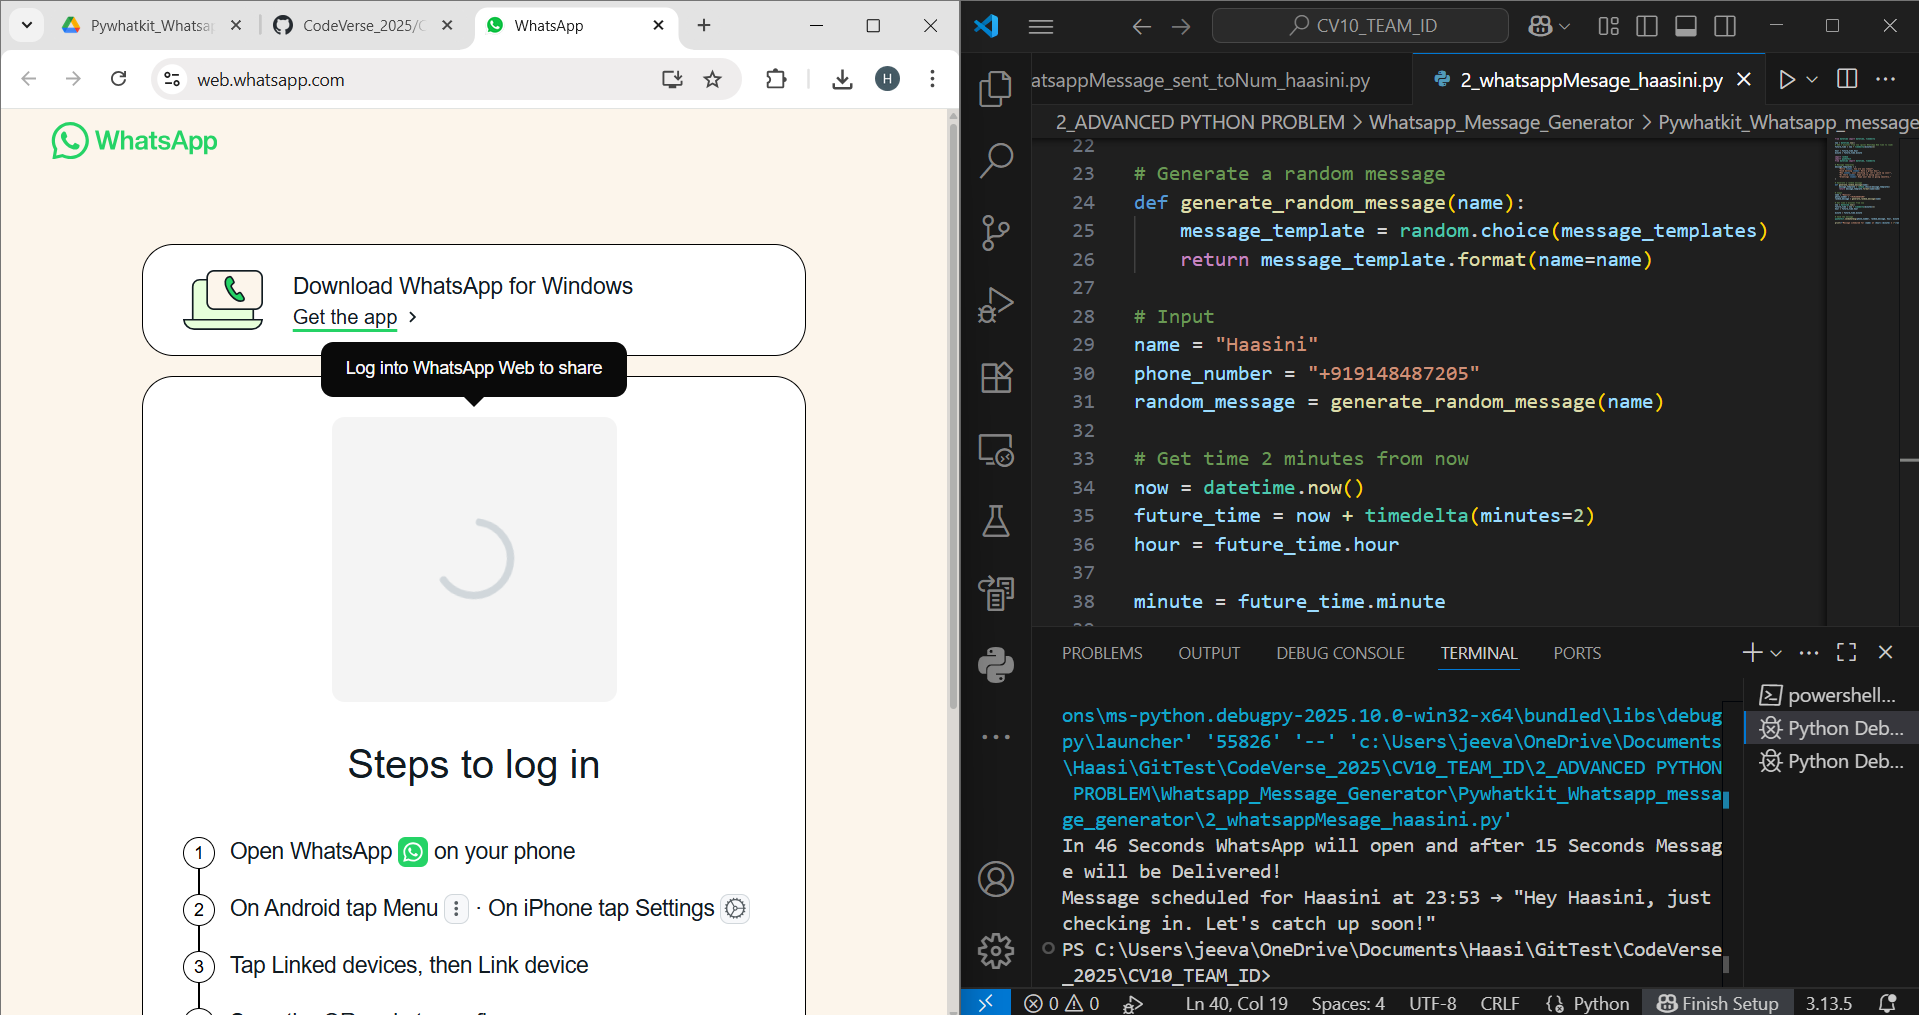 Pywhatkit_Whatsa
CodeVerse_2025/C
WhatsApp
web.whatsapp.com
H
WhatsApp
Download WhatsApp for Windows
Get the app
Log into WhatsApp Web to share
Steps to log in
1 Open WhatsApp on your phone
2 On Android tap Menu · On iPhone tap Settings
3 Tap Linked devices, then Link device
CV10_TEAM_ID
atsappMessage_sent_toNum_haasini.py
2_whatsappMesage_haasini.py
2_ADVANCED PYTHON PROBLEM > Whatsapp_Message_Generator > Pywhatkit_Whatsapp_message
22
23 # Generate a random message
24 def generate_random_message(name):
25 message_template = random.choice(message_templates)
26 return message_template.format(name=name)
27
28 # Input
29 name = "Haasini"
30 phone_number = "+919148487205"
31 random_message = generate_random_message(name)
32
33 # Get time 2 minutes from now
34 now = datetime.now()
35 future_time = now + timedelta(minutes=2)
36 hour = future_time.hour
37
38 minute = future_time.minute
PROBLEMS OUTPUT DEBUG CONSOLE TERMINAL PORTS
powershell...
Python Deb...
Python Deb...
ons\ms-python.debugpy-2025.10.0-win32-x64\bundled\libs\debug
py\launcher' '55826' '--' 'c:\Users\jeeva\OneDrive\Documents
\Haasi\GitTest\CodeVerse_2025\CV10_TEAM_ID\2_ADVANCED PYTHON
PROBLEM\Whatsapp_Message_Generator\Pywhatkit_Whatsapp_messa
ge_generator\2_whatsappMesage_haasini.py'
In 46 Seconds WhatsApp will open and after 15 Seconds Messag
e will be Delivered!
Message scheduled for Haasini at 23:53 → "Hey Haasini, just
checking in. Let's catch up soon!"
PS C:\Users\jeeva\OneDrive\Documents\Haasi\GitTest\CodeVerse
_2025\CV10_TEAM_ID>
0 0 Ln 40, Col 19 Spaces: 4 UTF-8 CRLF Python Finish Setup 3.13.5